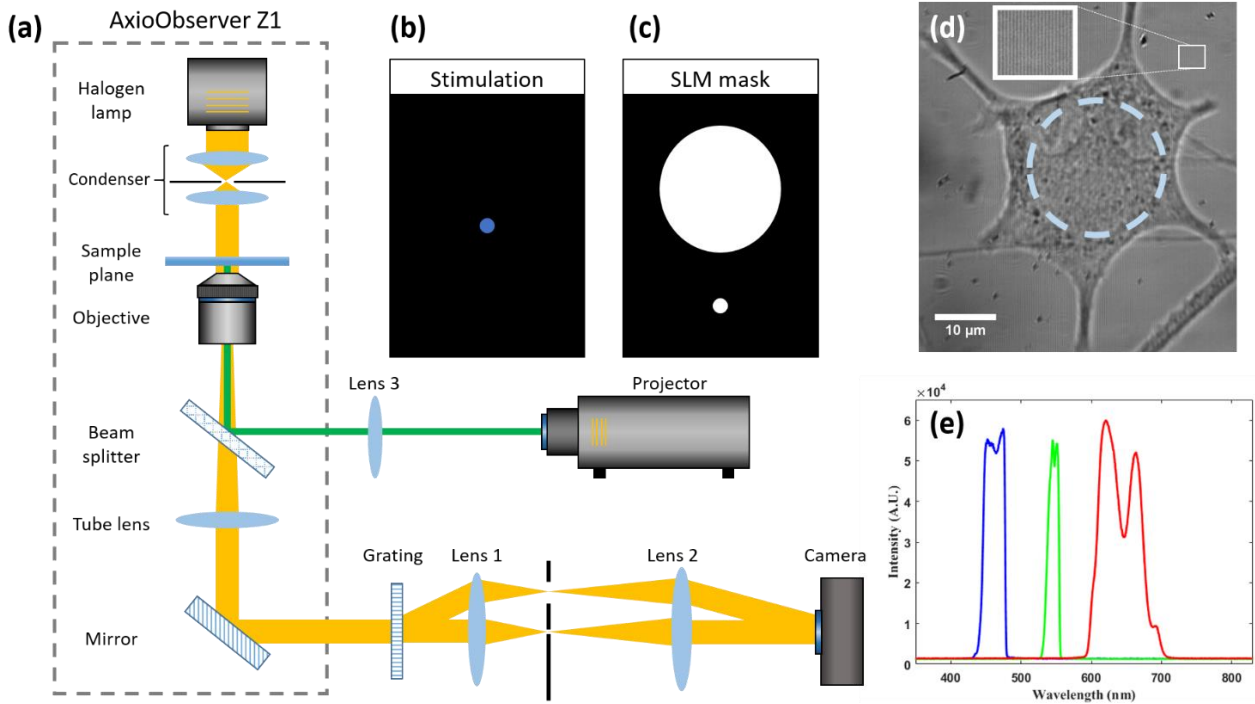 (a)
AxioObserver Z1
Halogen
lamp
Condenser
Sample
plane
Objective
Beam
splitter
Tube lens
Mirror
Grating
Lens 1
Lens 2
Camera
Lens 3
Projector
(b)
Stimulation
(c)
SLM mask
(d)
10 µm
(e)
×10⁴
7
6
5
4
3
2
1
0
Intensity (A.U.)
400 500 600 700 800
Wavelength (nm)